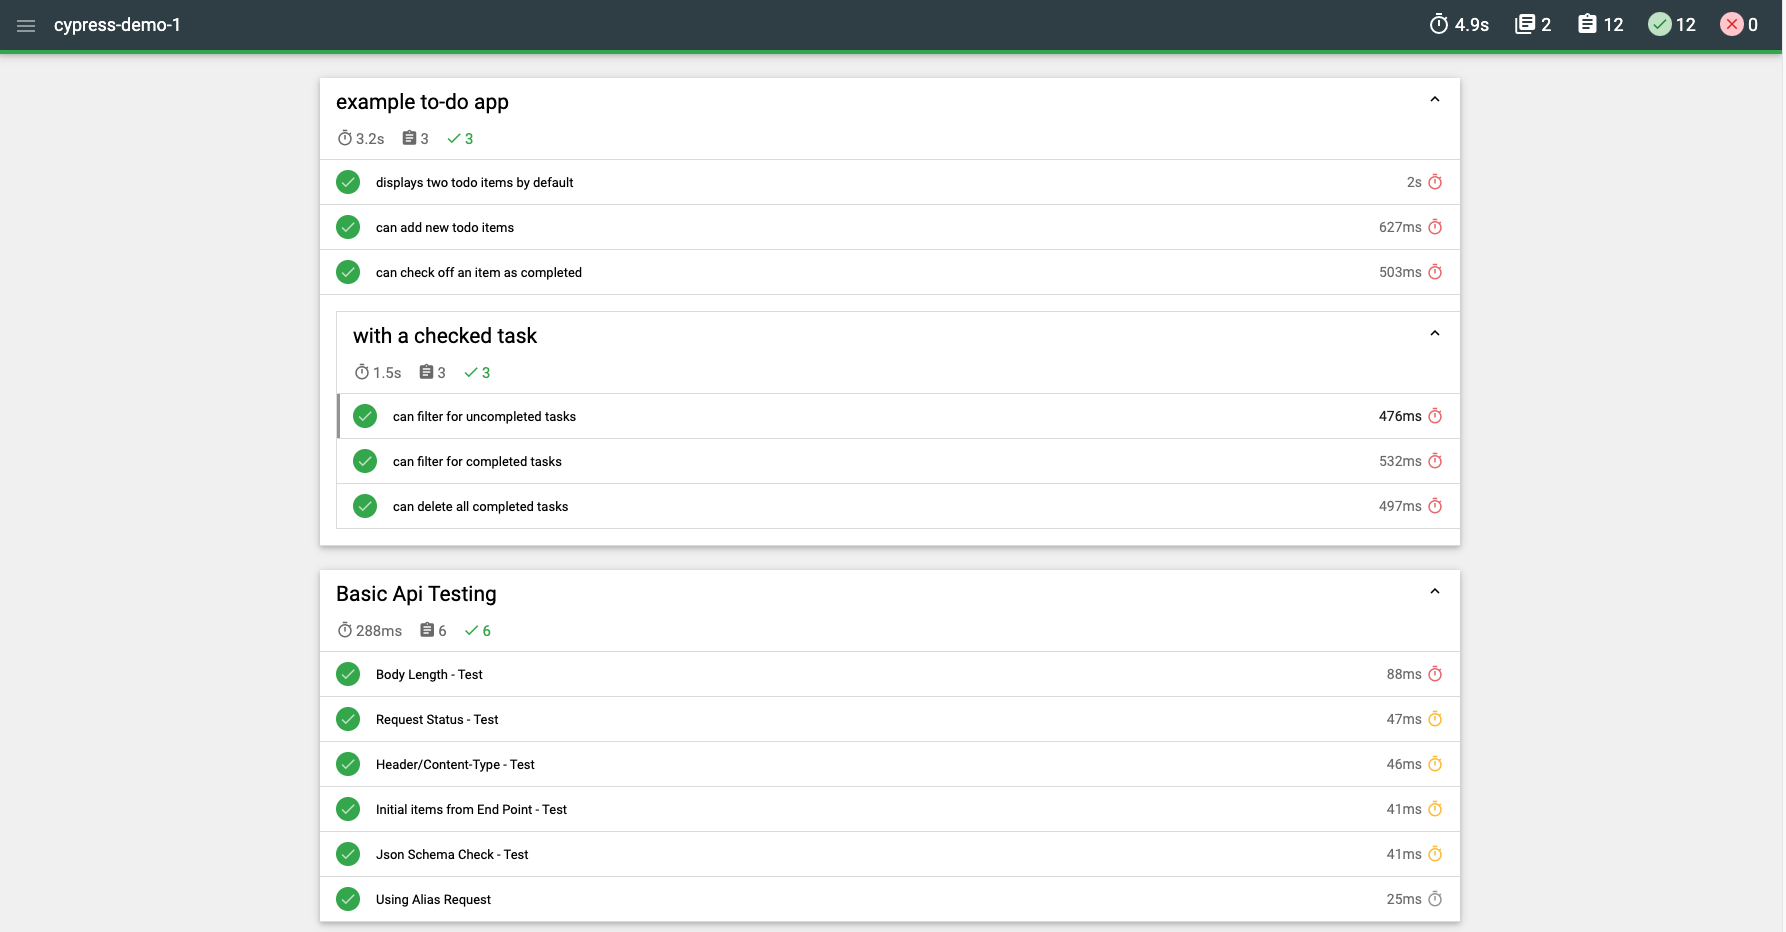 cypress-demo-1 4.9s 2 12 12 0
example to-do app
3.2s 3 3
displays two todo items by default 2s
can add new todo items 627ms
can check off an item as completed 503ms
with a checked task
1.5s 3 3
can filter for uncompleted tasks 476ms
can filter for completed tasks 532ms
can delete all completed tasks 497ms
Basic Api Testing
288ms 6 6
Body Length - Test 88ms
Request Status - Test 47ms
Header/Content-Type - Test 46ms
Initial items from End Point - Test 41ms
Json Schema Check - Test 41ms
Using Alias Request 25ms